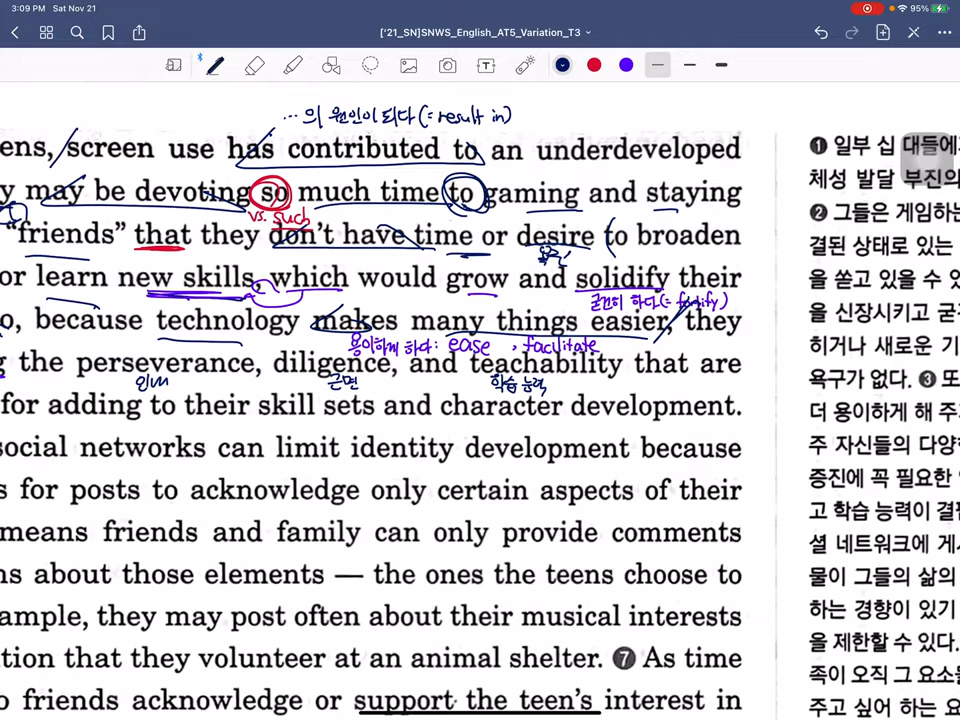 3:09 PM Sat Nov 21
95%
['21_SN]SNWS_English_AT5_Variation_T3
… 의 원인이 되다 (= result in)
ens, screen use has contributed to an underdeveloped
y may be devoting so much time to gaming and staying
vs. such
"friends" that they don't have time or desire to broaden
욕구
or learn new skills, which would grow and solidify their
굳건히 하다 (= fortify)
o, because technology makes many things easier, they
용이하게 하다: ease, facilitate
g the perseverance, diligence, and teachability that are
인내
근면
학습 능력
for adding to their skill sets and character development.
social networks can limit identity development because
s for posts to acknowledge only certain aspects of their
means friends and family can only provide comments
ns about those elements — the ones the teens choose to
ample, they may post often about their musical interests
tion that they volunteer at an animal shelter. ❼ As time
o friends acknowledge or support the teen's interest in
❶ 일부 십 대들에
체성 발달 부진의
❷ 그들은 게임하는
결된 상태로 있는
을 쏟고 있을 수
을 신장시키고 굳
히거나 새로운 기
욕구가 없다. ❸ 또
더 용이하게 해 주
주 자신들의 다양
증진에 꼭 필요한
고 학습 능력이 결
셜 네트워크에 게시
물이 그들의 삶의
하는 경향이 있기
을 제한할 수 있다.
족이 오직 그 요소
주고 싶어 하는 요